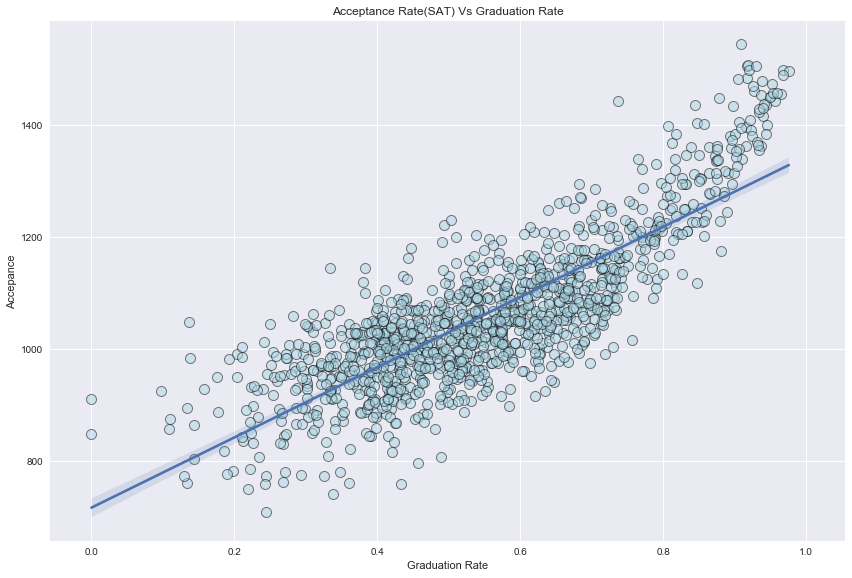 Acceptance Rate(SAT) Vs Graduation Rate
Accepance
1400
1200
1000
800
0.0 0.2 0.4 0.6 0.8 1.0
Graduation Rate